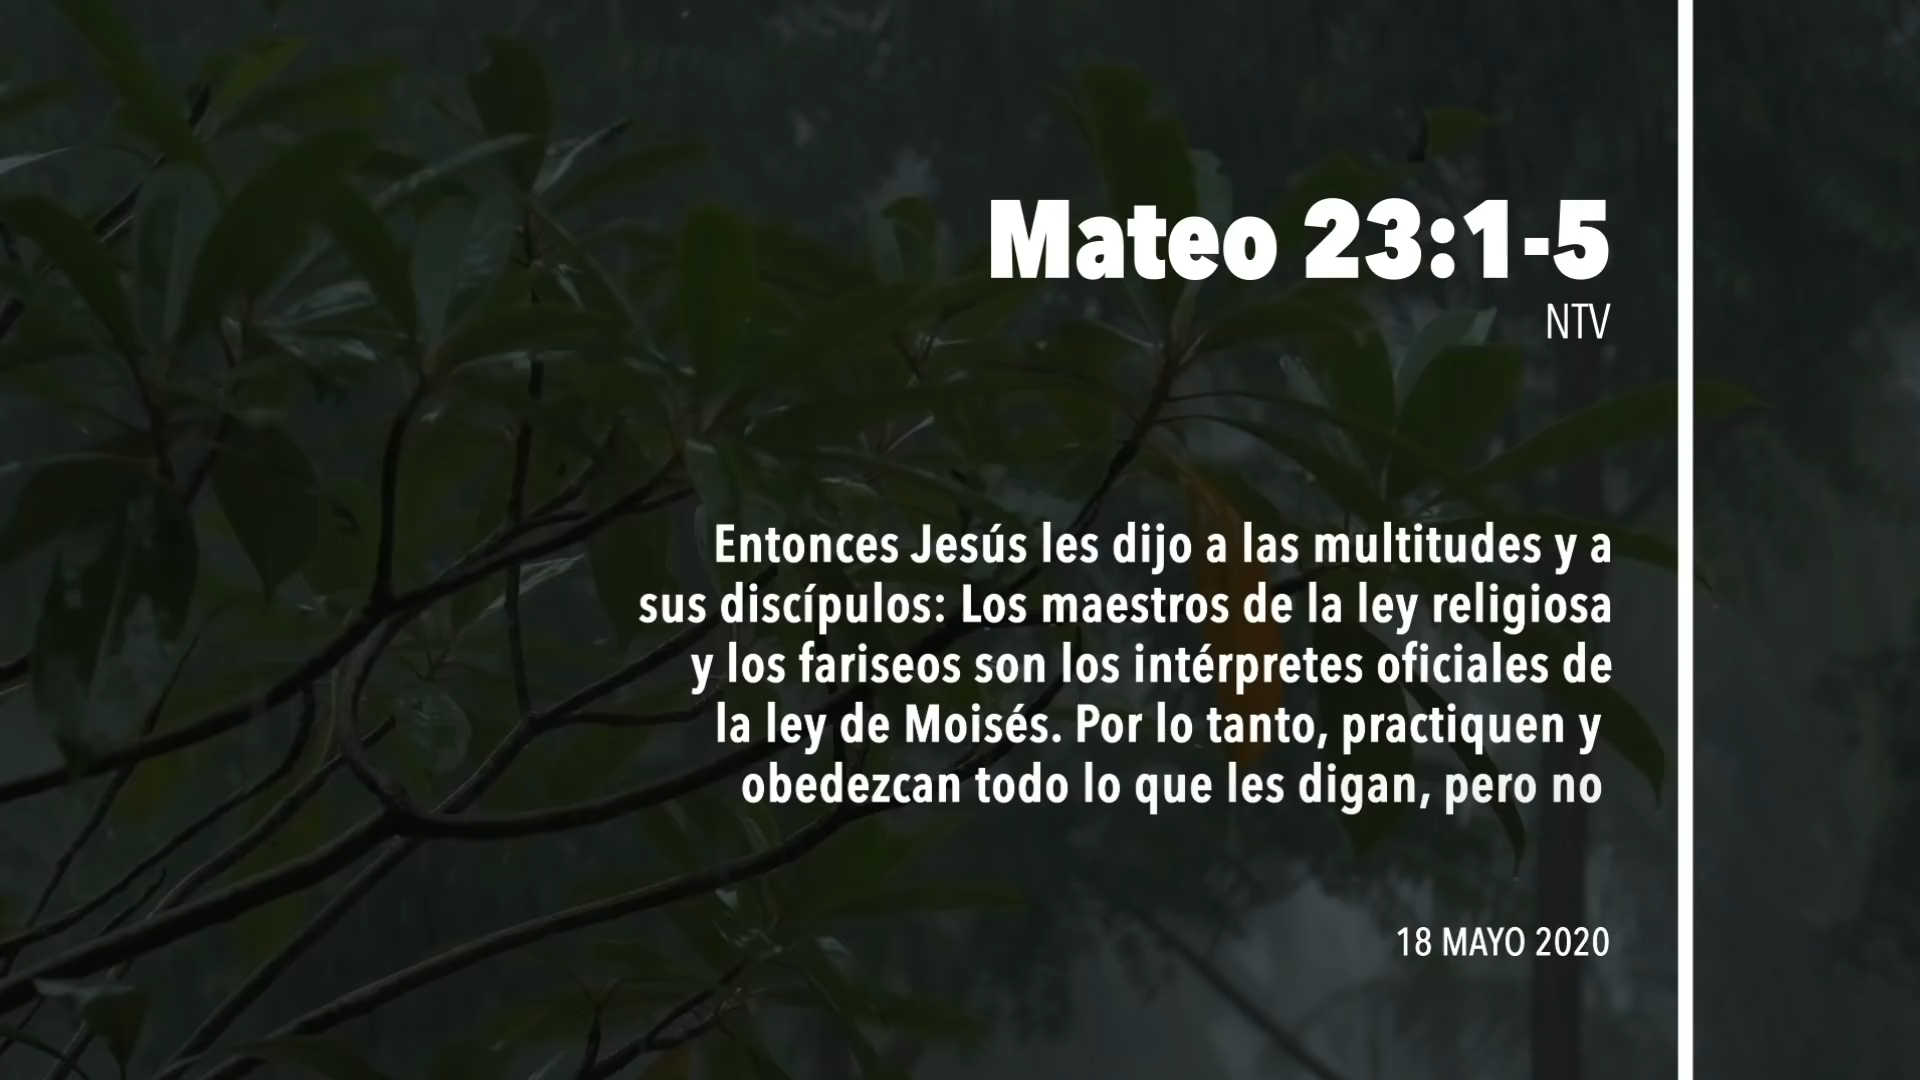 Mateo 23:1-5
NTV
Entonces Jesús les dijo a las multitudes y a
sus discípulos: Los maestros de la ley religiosa
y los fariseos son los intérpretes oficiales de
la ley de Moisés. Por lo tanto, practiquen y
obedezcan todo lo que les digan, pero no
18 MAYO 2020